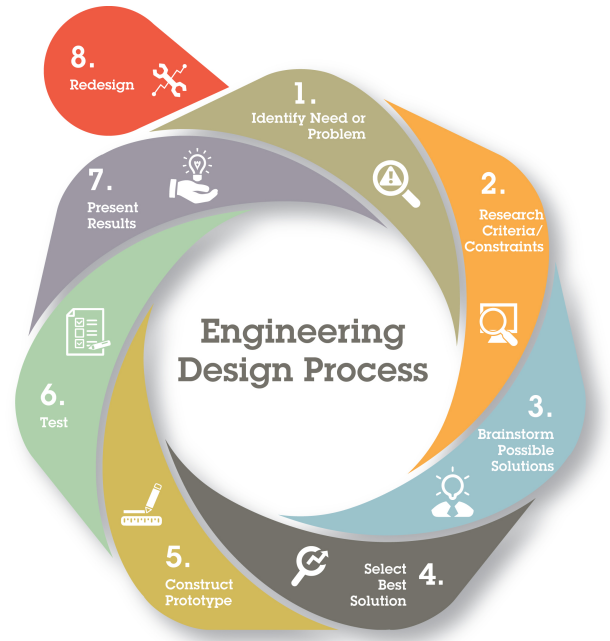 Engineering
Design Process
1.
Identify Need or
Problem
2.
Research
Criteria/
Constraints
3.
Brainstorm
Possible
Solutions
4.
Select
Best
Solution
5.
Construct
Prototype
6.
Test
7.
Present
Results
8.
Redesign